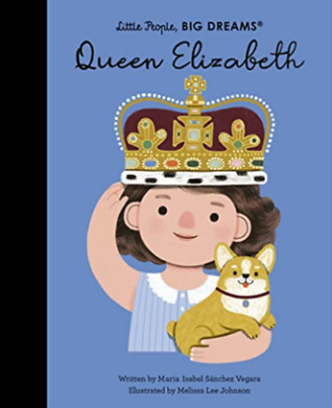 Little People, BIG DREAMS®
Queen Elizabeth
Written by Maria Isabel Sánchez Vegara
Illustrated by Melissa Lee Johnson